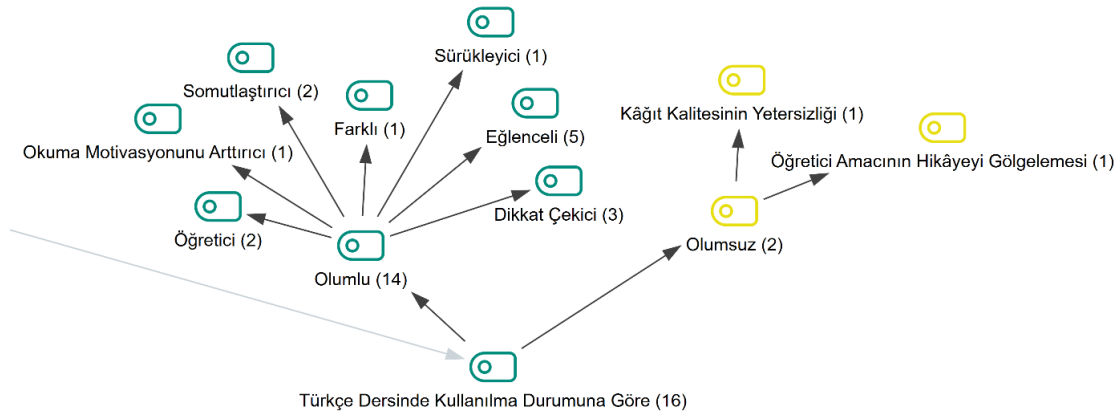 Sürükleyici (1)
Somutlaştırıcı (2)
Kâğıt Kalitesinin Yetersizliği (1)
Farklı (1)
Eğlenceli (5)
Okuma Motivasyonunu Arttırıcı (1)
Öğretici Amacının Hikâyeyi Gölgelemesi (1)
Dikkat Çekici (3)
Öğretici (2)
Olumsuz (2)
Olumlu (14)
Türkçe Dersinde Kullanılma Durumuna Göre (16)